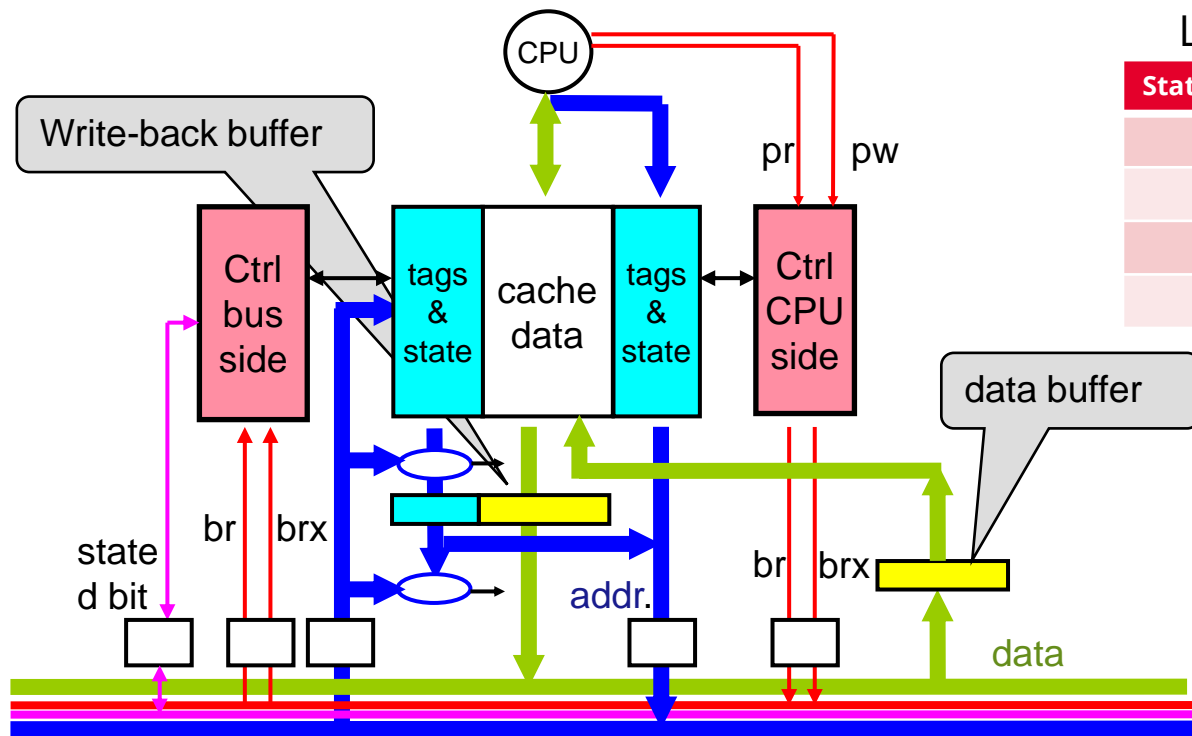 CPU
L
Stat
Write-back buffer
pr
pw
Ctrl
bus
side
tags
&
state
cache
data
tags
&
state
Ctrl
CPU
side
data buffer
br
brx
state
d bit
addr.
br
brx
data